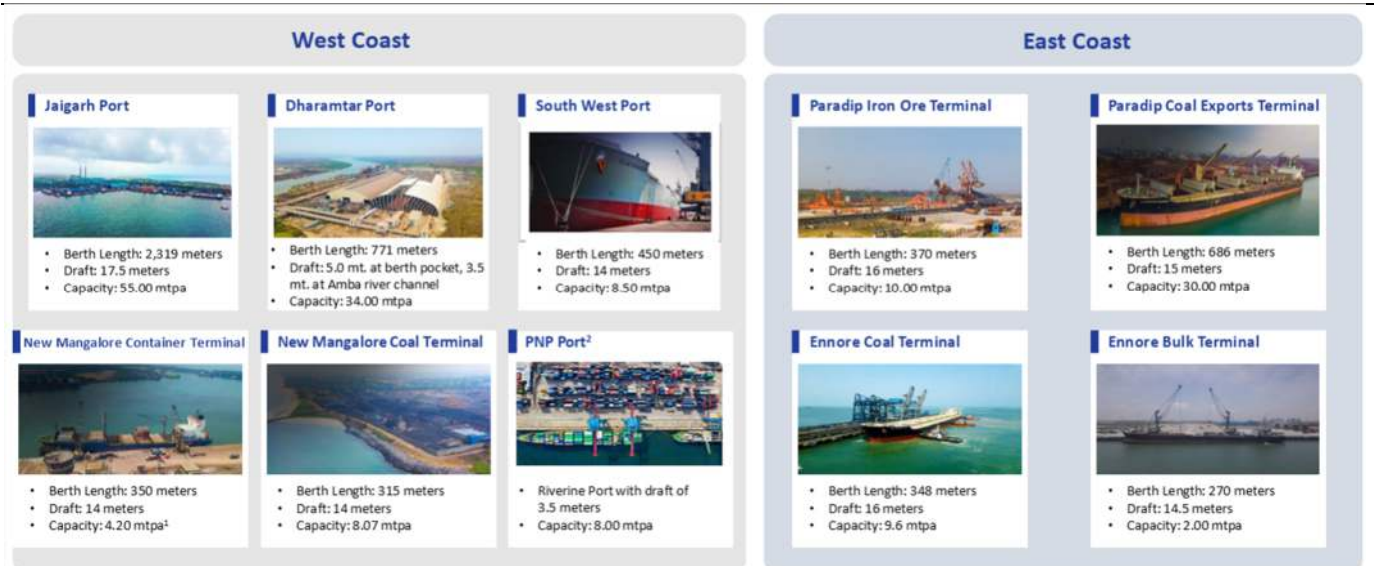 West Coast
Jaigarh Port
• Berth Length: 2,319 meters
• Draft: 17.5 meters
• Capacity: 55.00 mtpa
Dharamtar Port
• Berth Length: 771 meters
• Draft: 5.0 mt. at berth pocket, 3.5
mt. at Amba river channel
• Capacity: 34.00 mtpa
South West Port
• Berth Length: 450 meters
• Draft: 14 meters
• Capacity: 8.50 mtpa
New Mangalore Container Terminal
• Berth Length: 350 meters
• Draft: 14 meters
• Capacity: 4.20 mtpa¹
New Mangalore Coal Terminal
• Berth Length: 315 meters
• Draft: 14 meters
• Capacity: 8.07 mtpa
PNP Port²
• Riverine Port with draft of
3.5 meters
• Capacity: 8.00 mtpa
East Coast
Paradip Iron Ore Terminal
• Berth Length: 370 meters
• Draft: 16 meters
• Capacity: 10.00 mtpa
Paradip Coal Exports Terminal
• Berth Length: 686 meters
• Draft: 15 meters
• Capacity: 30.00 mtpa
Ennore Coal Terminal
• Berth Length: 348 meters
• Draft: 16 meters
• Capacity: 9.6 mtpa
Ennore Bulk Terminal
• Berth Length: 270 meters
• Draft: 14.5 meters
• Capacity: 2.00 mtpa